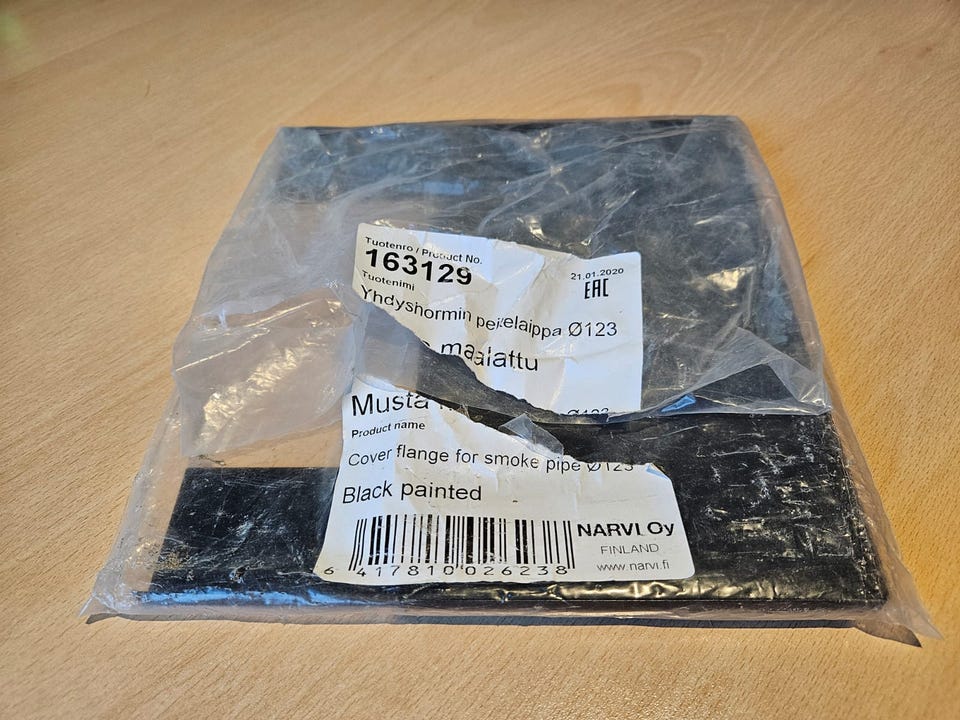 Tuotenro / Product No.
163129
21.01.2020
EAC
Tuotenimi
Yhdyshormin peitelaippa Ø123
maalattu
Musta
Ø123
Product name
Cover flange for smoke pipe Ø123
Black painted
NARVI Oy
FINLAND
www.narvi.fi
6 417810 026238